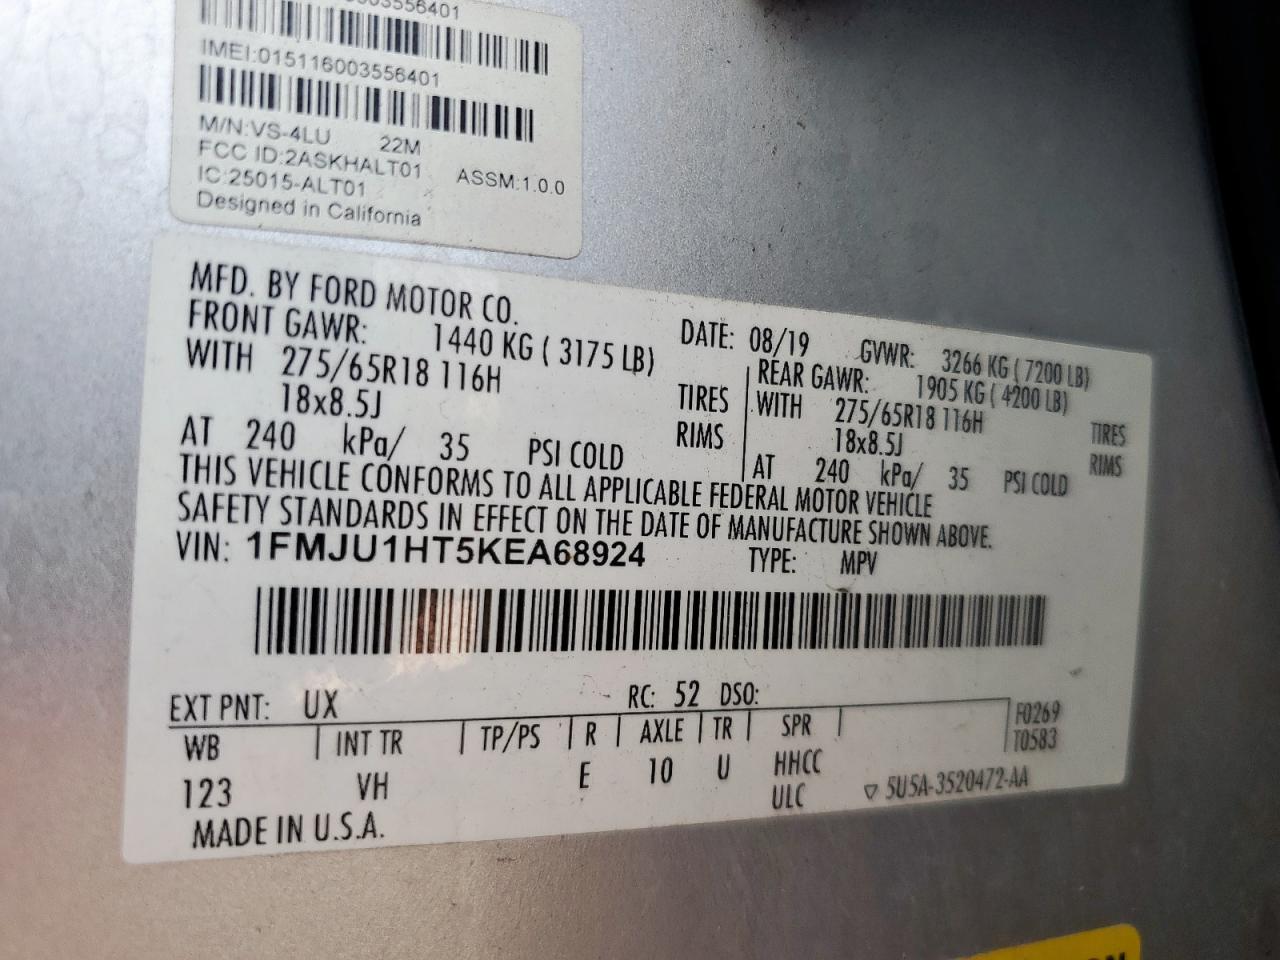 3556401
IMEI:015116003556401
M/N:VS-4LU 22M
FCC ID:2ASKHALT01 ASSM:1.0.0
IC:25015-ALT01
Designed in California
MFD. BY FORD MOTOR CO.
DATE: 08/19 GVWR: 3266 KG ( 7200 LB)
FRONT GAWR: 1440 KG ( 3175 LB)
REAR GAWR: 1905 KG ( 4200 LB)
WITH 275/65R18 116H TIRES
WITH 275/65R18 116H TIRES
18x8.5J RIMS
18x8.5J RIMS
AT 240 kPa/ 35 PSI COLD
AT 240 kPa/ 35 PSI COLD
THIS VEHICLE CONFORMS TO ALL APPLICABLE FEDERAL MOTOR VEHICLE
SAFETY STANDARDS IN EFFECT ON THE DATE OF MANUFACTURE SHOWN ABOVE.
VIN: 1FMJU1HT5KEA68924 TYPE: MPV
EXT PNT: UX RC: 52 DSO:
WB INT TR TP/PS R AXLE TR SPR F0269
T0583
123 VH E 10 U HHCC
ULC 5U5A-3520472-AA
MADE IN U.S.A.